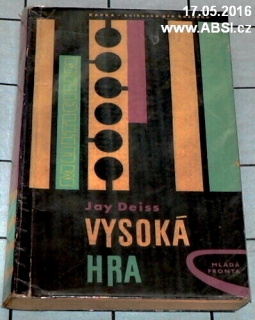 17.05.2016
www.ABSI.cz
Jay Deiss
VYSOKÁ
HRA
MLADÁ
FRONTA